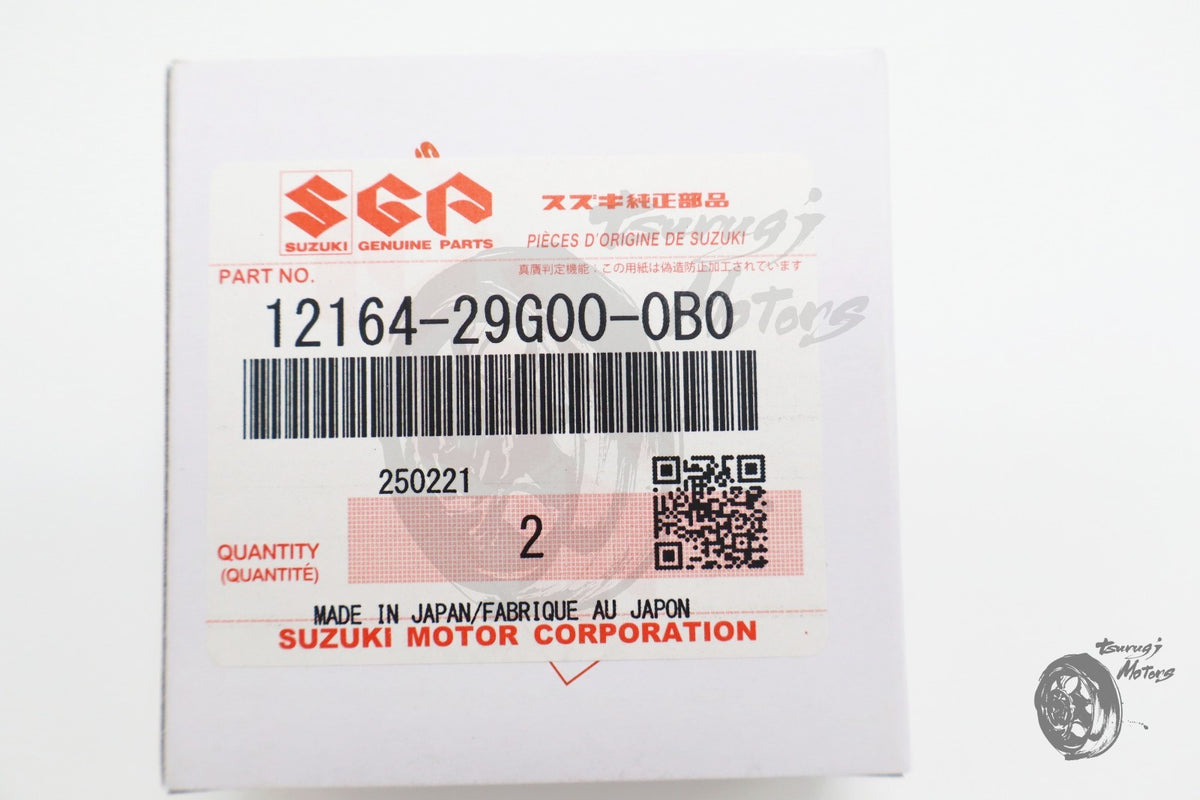 SGP
スズキ純正部品
SUZUKI GENUINE PARTS
PIÈCES D'ORIGINE DE SUZUKI
PART NO.
真贋判定機能：この用紙は偽造防止加工されています
12164-29G00-0B0
250221
2
QUANTITY
(QUANTITÉ)
MADE IN JAPAN/FABRIQUE AU JAPON
SUZUKI MOTOR CORPORATION
tsurugi
Motors
tsurugi
Motors